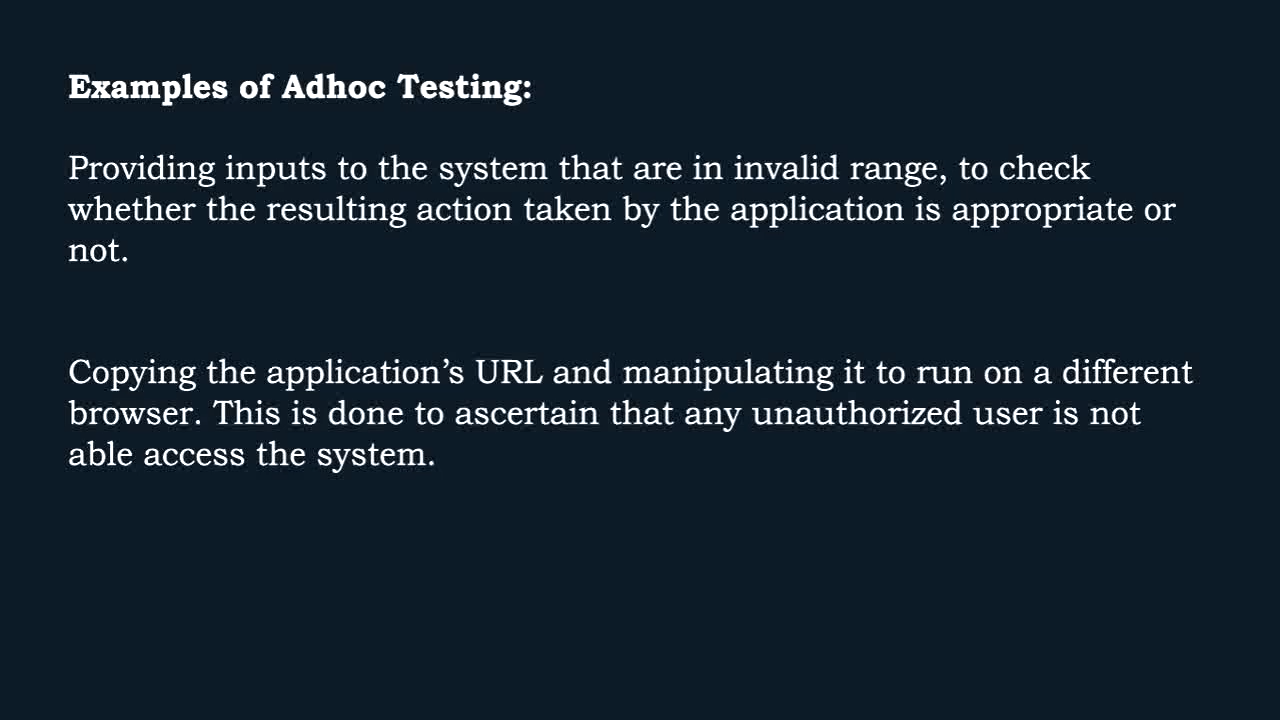 Examples of Adhoc Testing:
Providing inputs to the system that are in invalid range, to check
whether the resulting action taken by the application is appropriate or
not.
Copying the application’s URL and manipulating it to run on a different
browser. This is done to ascertain that any unauthorized user is not
able access the system.